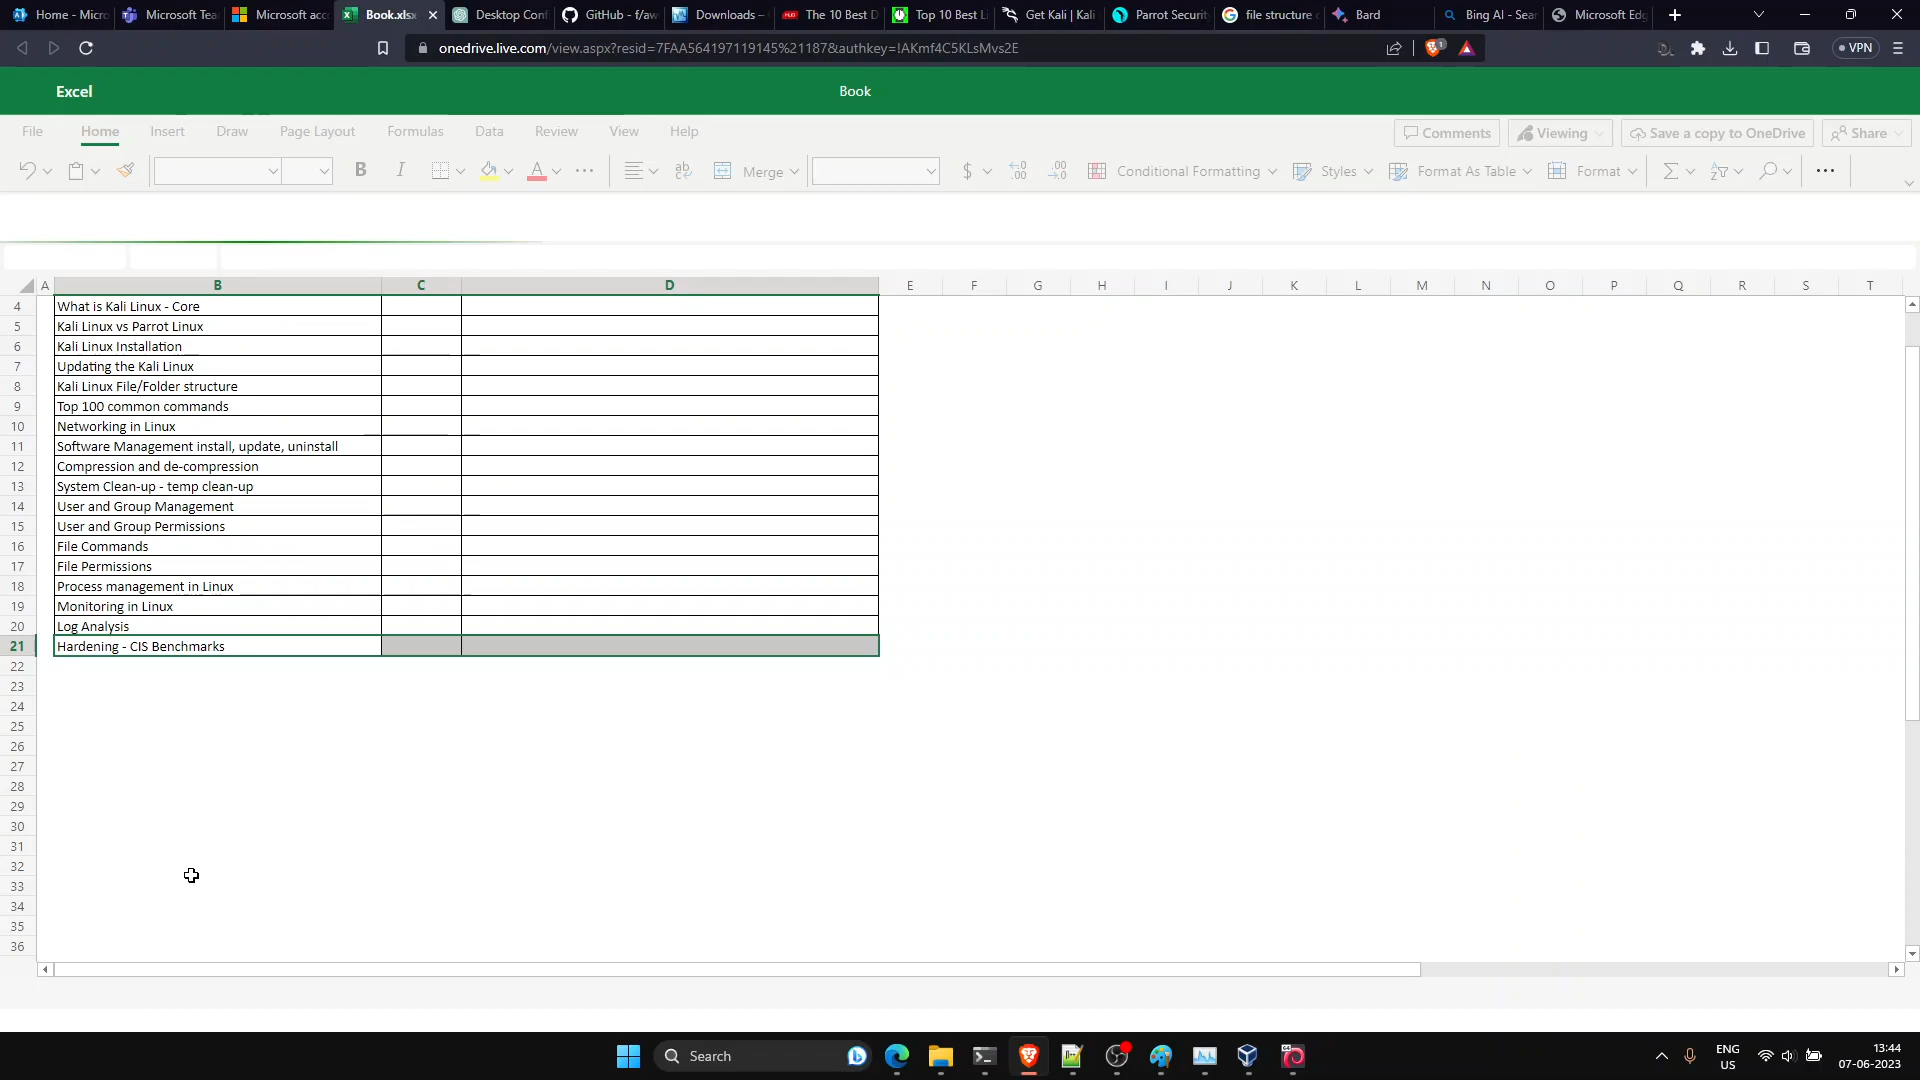 Home - Micro
Microsoft Tea
Microsoft acc
Book.xlsx
Desktop Conf
GitHub - f/aw
Downloads -
The 10 Best D
Top 10 Best Li
Get Kali | Kali
Parrot Securit
file structure
Bard
Bing AI - Sear
Microsoft Edg
onedrive.live.com/view.aspx?resid=7FAA564197119145%21187&authkey=!AKmf4C5KLsMvs2E
VPN
Excel
Book
File
Home
Insert
Draw
Page Layout
Formulas
Data
Review
View
Help
Comments
Viewing
Save a copy to OneDrive
Share
B
I
A
ab
Merge
$
.00
.00
Conditional Formatting
Styles
Format As Table
Format
A B C D E F G H I J K L M N O P Q R S T
4 What is Kali Linux - Core
5 Kali Linux vs Parrot Linux
6 Kali Linux Installation
7 Updating the Kali Linux
8 Kali Linux File/Folder structure
9 Top 100 common commands
10 Networking in Linux
11 Software Management install, update, uninstall
12 Compression and de-compression
13 System Clean-up - temp clean-up
14 User and Group Management
15 User and Group Permissions
16 File Commands
17 File Permissions
18 Process management in Linux
19 Monitoring in Linux
20 Log Analysis
21 Hardening - CIS Benchmarks
22
23
24
25
26
27
28
29
30
31
32
33
34
35
36
Search
ENG
US
13:44
07-06-2023